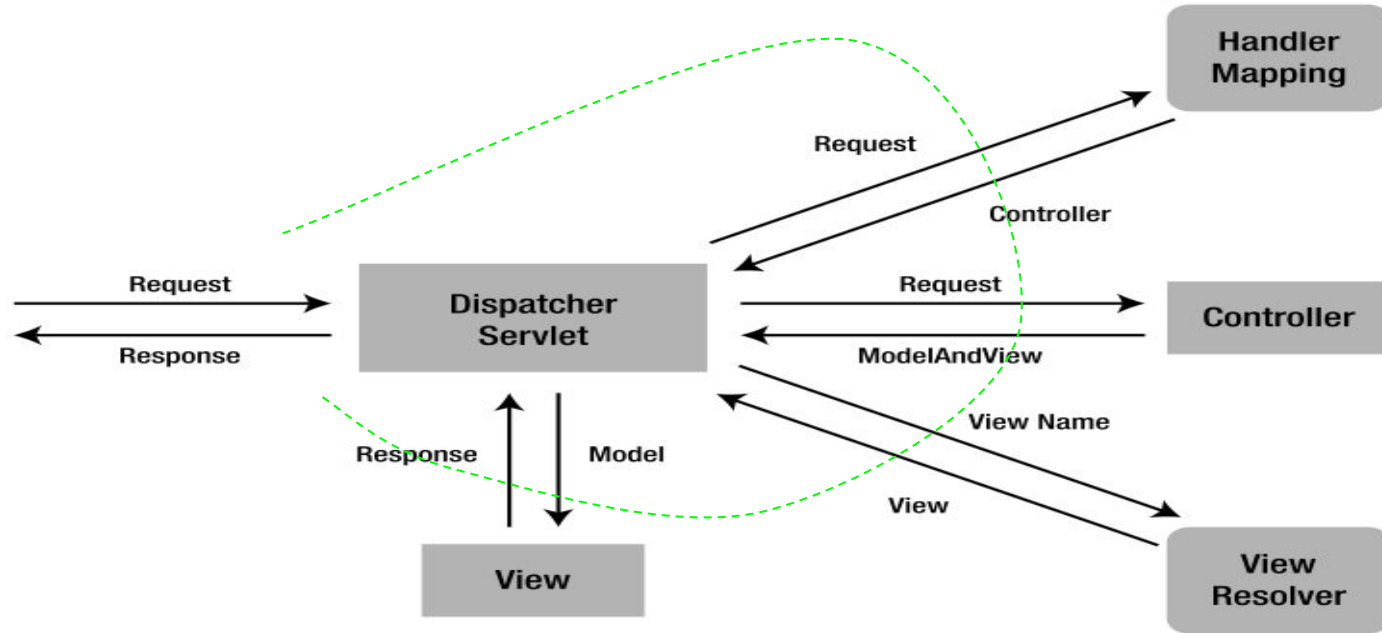 Handler
Mapping
Request
Controller
Request
Dispatcher
Servlet
Request
Controller
Response
ModelAndView
View Name
Response
Model
View
View
View
Resolver